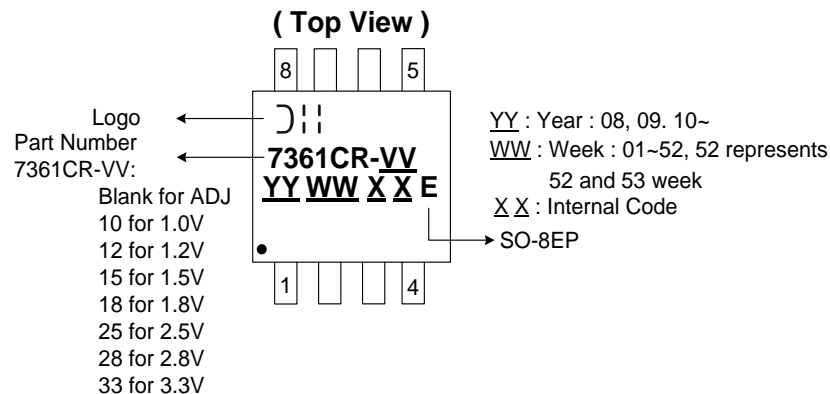 ( Top View )
8
5
Logo
Part Number
7361CR-VV:
Blank for ADJ
10 for 1.0V
12 for 1.2V
15 for 1.5V
18 for 1.8V
25 for 2.5V
28 for 2.8V
33 for 3.3V
7361CR-VV
YY WW X X E
1
4
YY : Year : 08, 09. 10~
WW : Week : 01~52, 52 represents
52 and 53 week
X X : Internal Code
SO-8EP